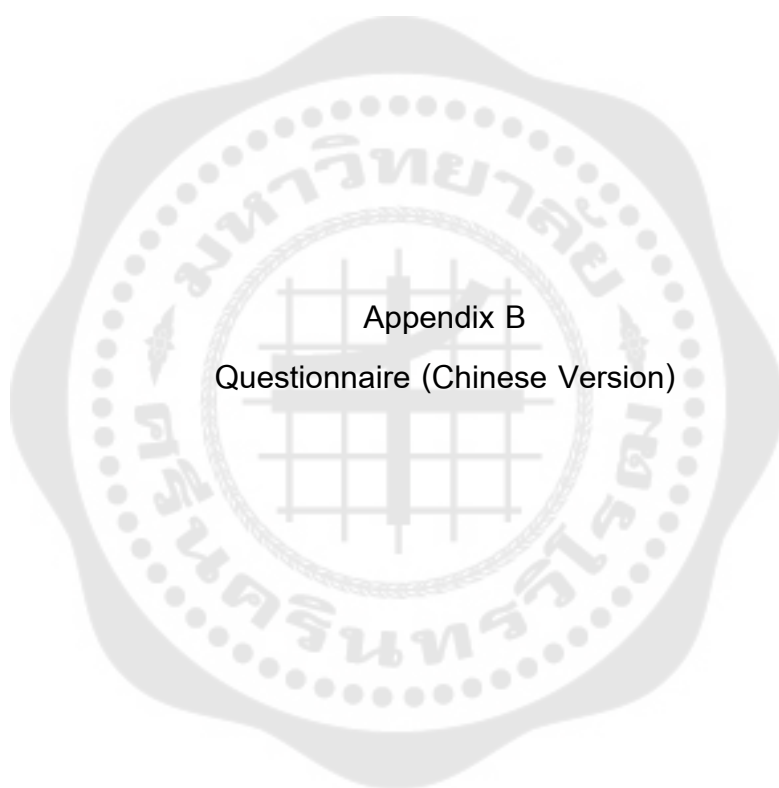 มหาวิทยาลัย
Appendix B
Questionnaire (Chinese Version)
ศรีนครินทรวิโรฒ